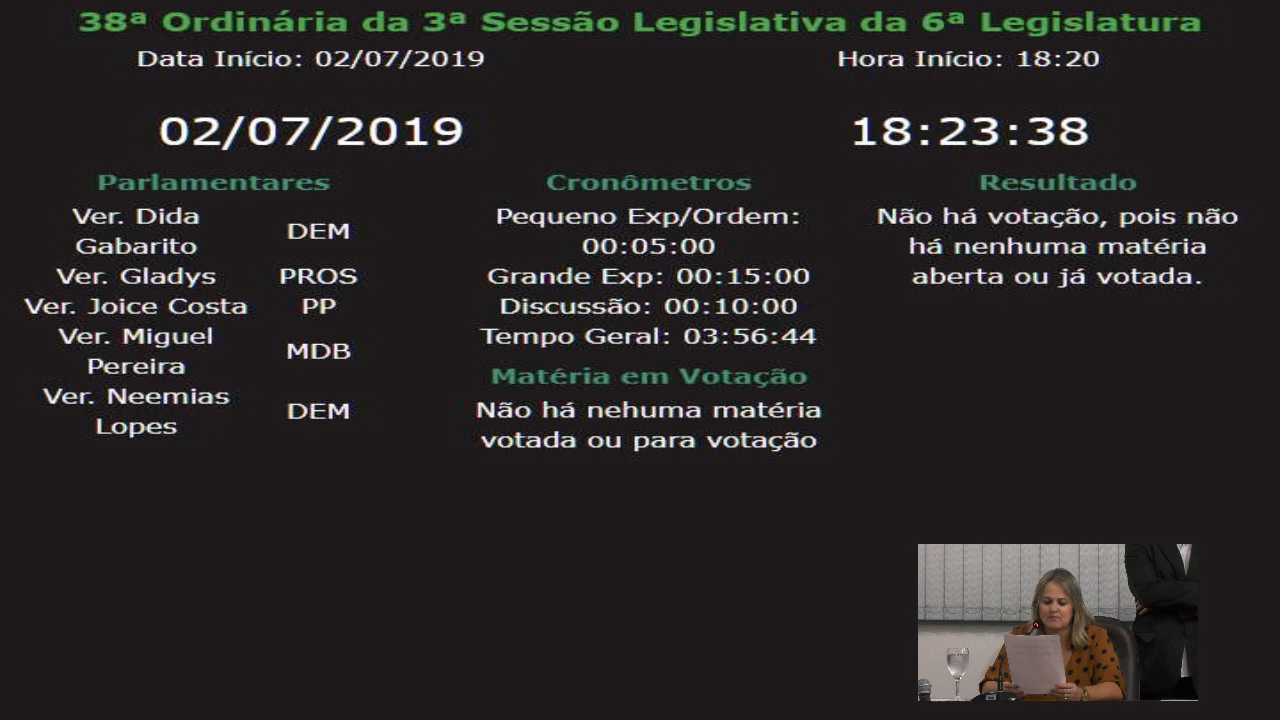 38ª Ordinária da 3ª Sessão Legislativa da 6ª Legislatura
Data Início: 02/07/2019
Hora Início: 18:20
02/07/2019
18:23:38
Parlamentares
Ver. Dida
Gabarito
DEM
Ver. Gladys
PROS
Ver. Joice Costa
PP
Ver. Miguel
Pereira
MDB
Ver. Neemias
Lopes
DEM
Cronômetros
Pequeno Exp/Ordem:
00:05:00
Grande Exp: 00:15:00
Discussão: 00:10:00
Tempo Geral: 03:56:44
Matéria em Votação
Não há nehuma matéria
votada ou para votação
Resultado
Não há votação, pois não
há nenhuma matéria
aberta ou já votada.